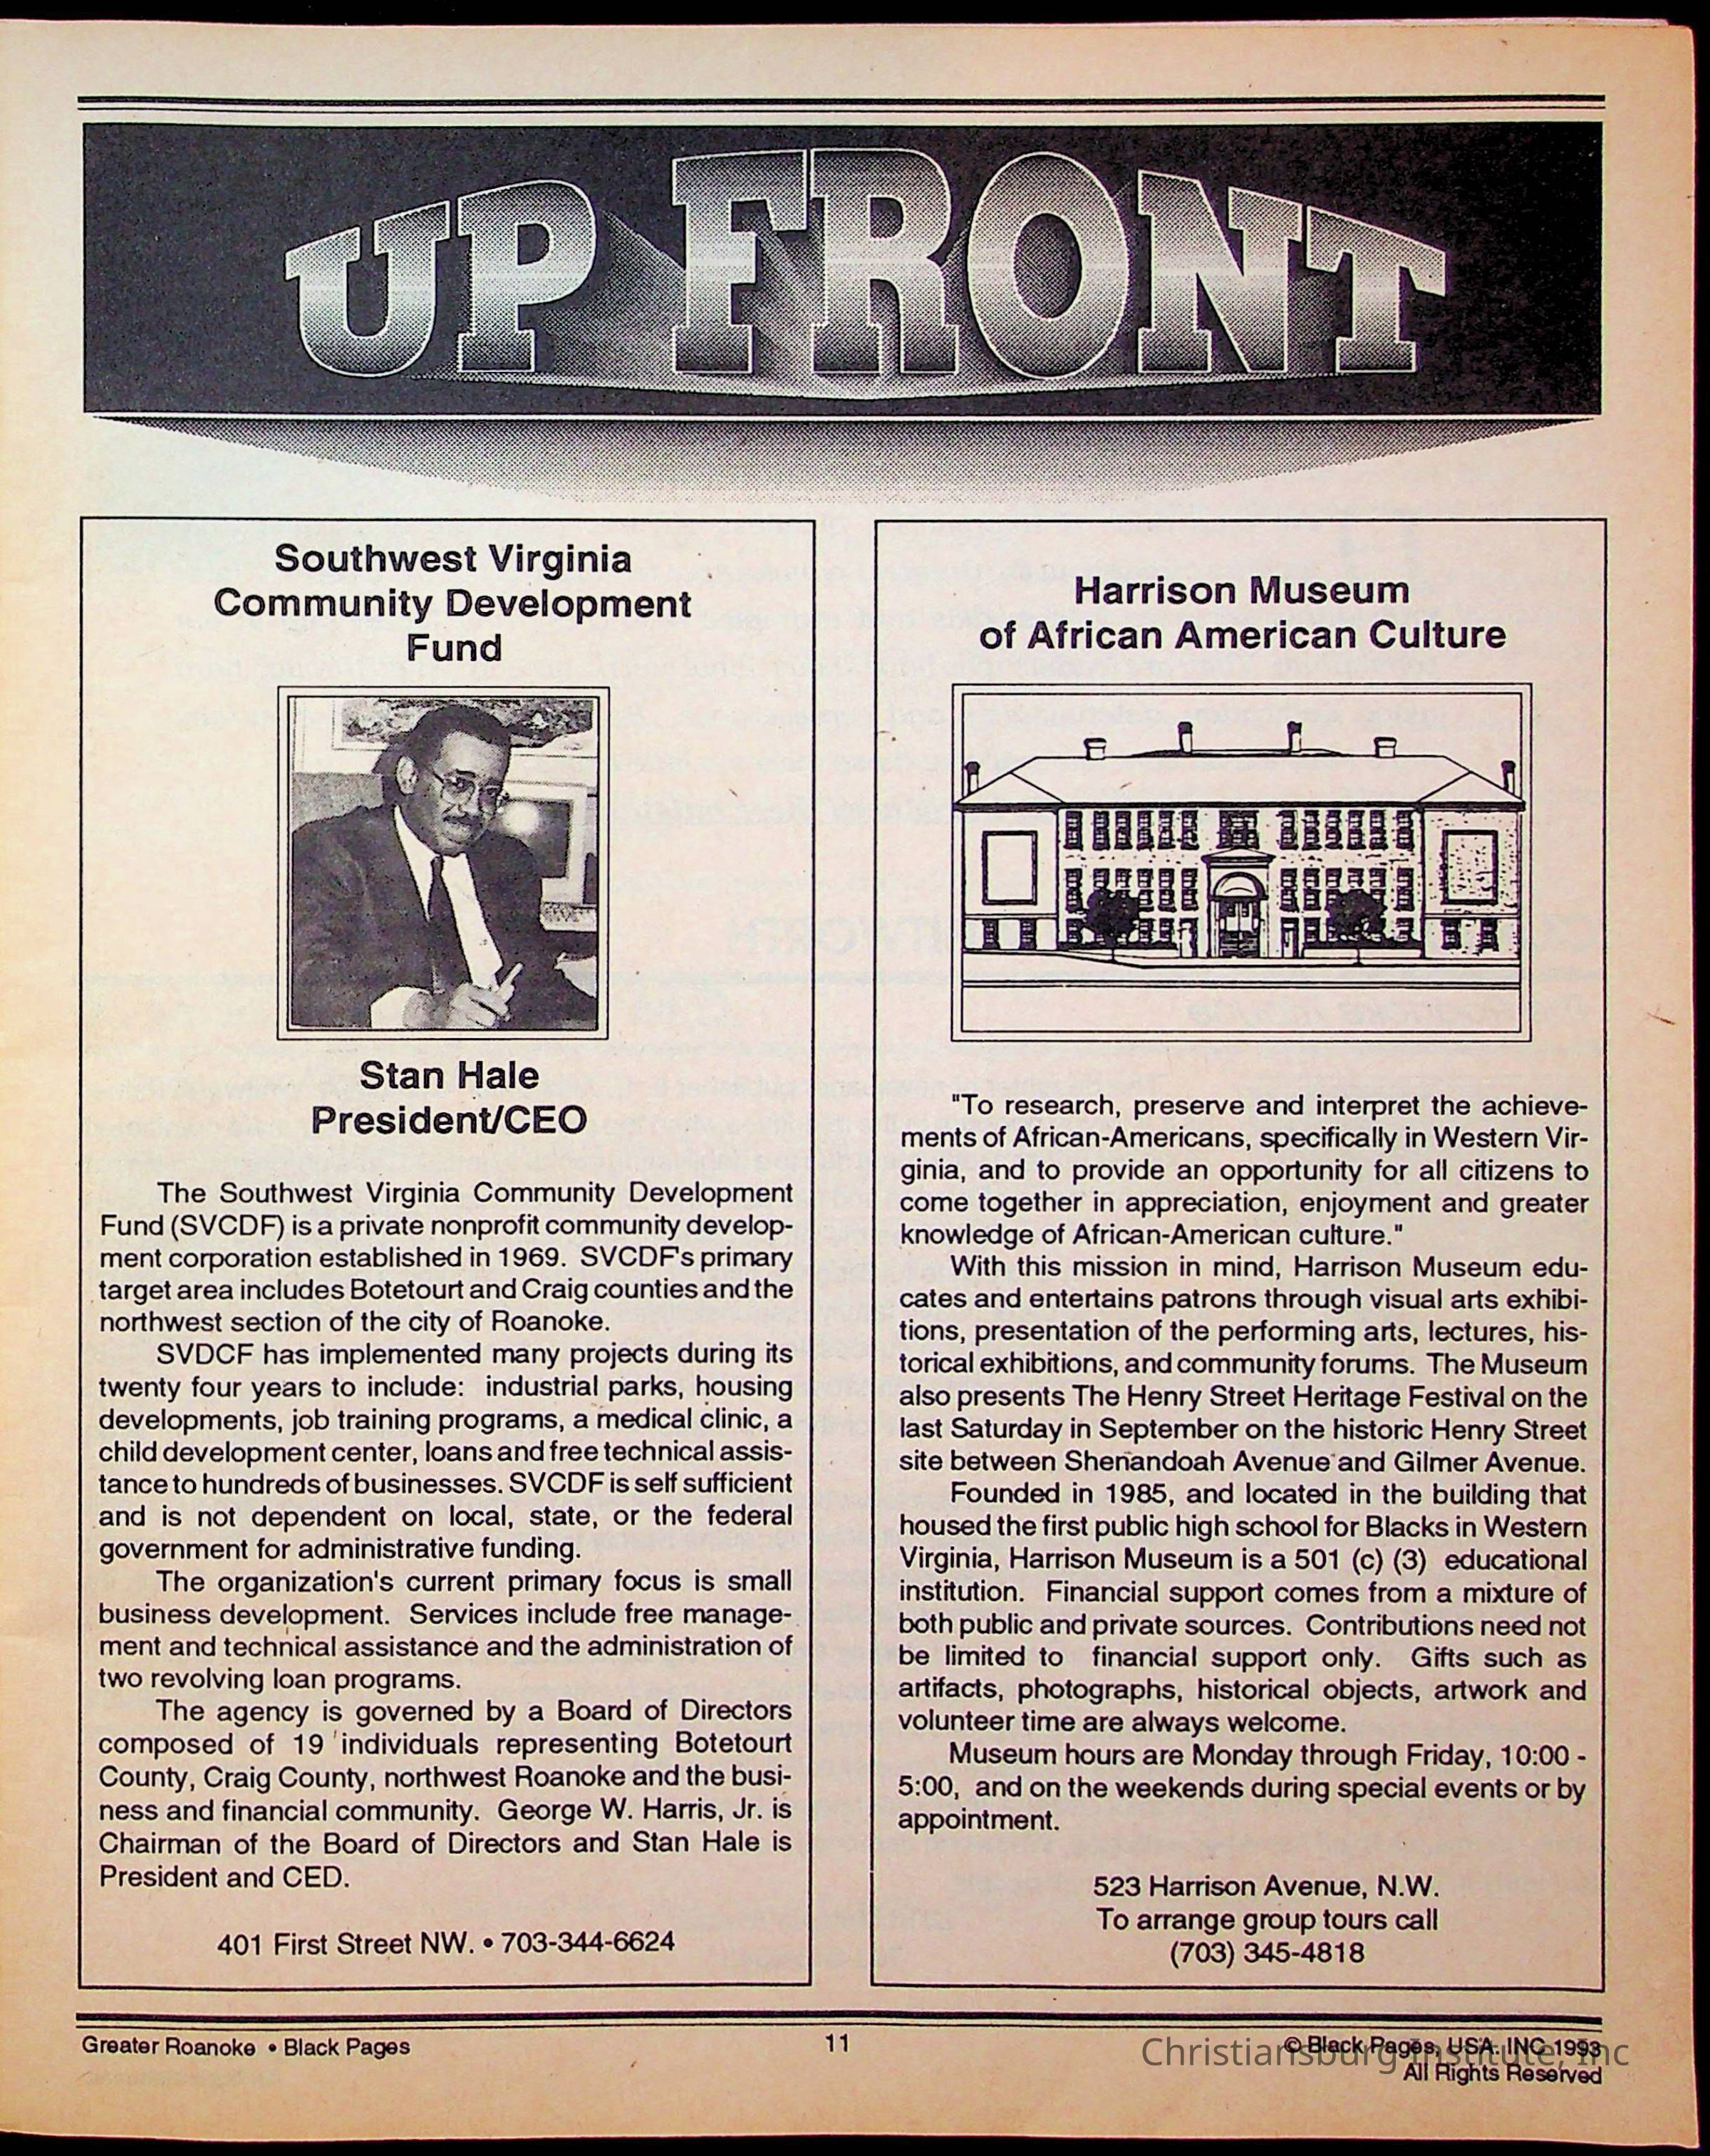 UP FRONT
Southwest Virginia
Community Development
Fund
Stan Hale
President/CEO
The Southwest Virginia Community Development
Fund (SVCDF) is a private nonprofit community develop-
ment corporation established in 1969. SVCDF's primary
target area includes Botetourt and Craig counties and the
northwest section of the city of Roanoke.
SVDCF has implemented many projects during its
twenty four years to include: industrial parks, housing
developments, job training programs, a medical clinic, a
child development center, loans and free technical assis-
tance to hundreds of businesses. SVCDF is self sufficient
and is not dependent on local, state, or the federal
government for administrative funding.
The organization's current primary focus is small
business development. Services include free manage-
ment and technical assistance and the administration of
two revolving loan programs.
The agency is governed by a Board of Directors
composed of 19 individuals representing Botetourt
County, Craig County, northwest Roanoke and the busi-
ness and financial community. George W. Harris, Jr. is
Chairman of the Board of Directors and Stan Hale is
President and CED.
401 First Street NW. • 703-344-6624
Harrison Museum
of African American Culture
"To research, preserve and interpret the achieve-
ments of African-Americans, specifically in Western Vir-
ginia, and to provide an opportunity for all citizens to
come together in appreciation, enjoyment and greater
knowledge of African-American culture."
With this mission in mind, Harrison Museum edu-
cates and entertains patrons through visual arts exhibi-
tions, presentation of the performing arts, lectures, his-
torical exhibitions, and community forums. The Museum
also presents The Henry Street Heritage Festival on the
last Saturday in September on the historic Henry Street
site between Shenandoah Avenue and Gilmer Avenue.
Founded in 1985, and located in the building that
housed the first public high school for Blacks in Western
Virginia, Harrison Museum is a 501 (c) (3) educational
institution. Financial support comes from a mixture of
both public and private sources. Contributions need not
be limited to financial support only. Gifts such as
artifacts, photographs, historical objects, artwork and
volunteer time are always welcome.
Museum hours are Monday through Friday, 10:00 -
5:00, and on the weekends during special events or by
appointment.
523 Harrison Avenue, N.W.
To arrange group tours call
(703) 345-4818
Greater Roanoke • Black Pages
11
© Black Pages, USA. INC 1993
All Rights Reserved
Christiansburg Institute, Inc